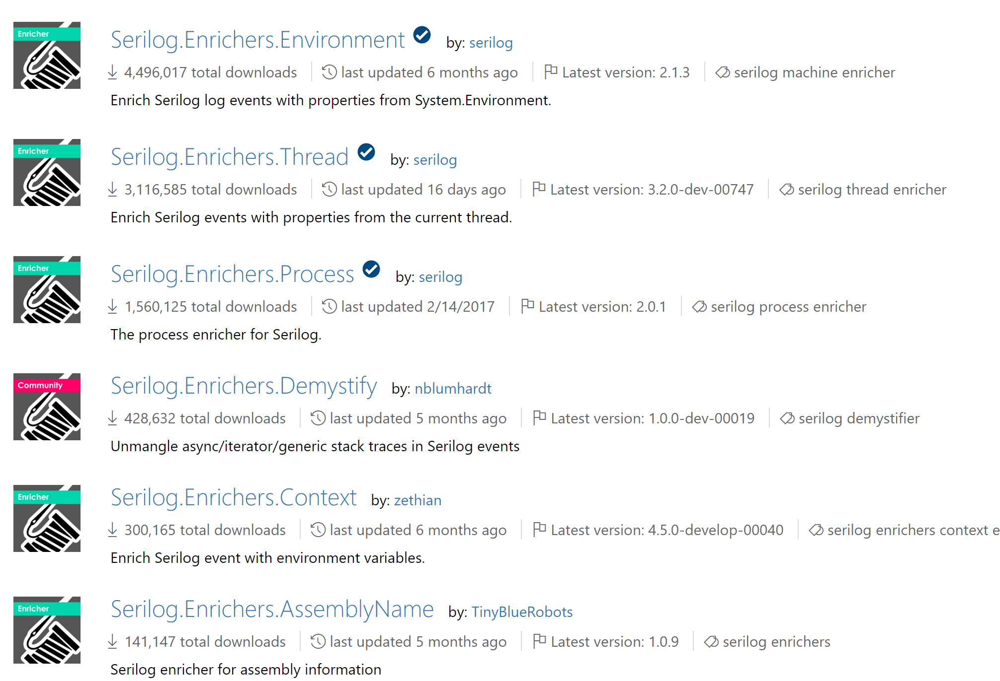 Enricher
Serilog.Enrichers.Environment by: serilog
4,496,017 total downloads last updated 6 months ago Latest version: 2.1.3 serilog machine enricher
Enrich Serilog log events with properties from System.Environment.
Enricher
Serilog.Enrichers.Thread by: serilog
3,116,585 total downloads last updated 16 days ago Latest version: 3.2.0-dev-00747 serilog thread enricher
Enrich Serilog events with properties from the current thread.
Enricher
Serilog.Enrichers.Process by: serilog
1,560,125 total downloads last updated 2/14/2017 Latest version: 2.0.1 serilog process enricher
The process enricher for Serilog.
Community
Serilog.Enrichers.Demystify by: nblumhardt
428,632 total downloads last updated 5 months ago Latest version: 1.0.0-dev-00019 serilog demystifier
Unmangle async/iterator/generic stack traces in Serilog events
Enricher
Serilog.Enrichers.Context by: zethian
300,165 total downloads last updated 6 months ago Latest version: 4.5.0-develop-00040 serilog enrichers context e
Enrich Serilog event with environment variables.
Enricher
Serilog.Enrichers.AssemblyName by: TinyBlueRobots
141,147 total downloads last updated 5 months ago Latest version: 1.0.9 serilog enrichers
Serilog enricher for assembly information